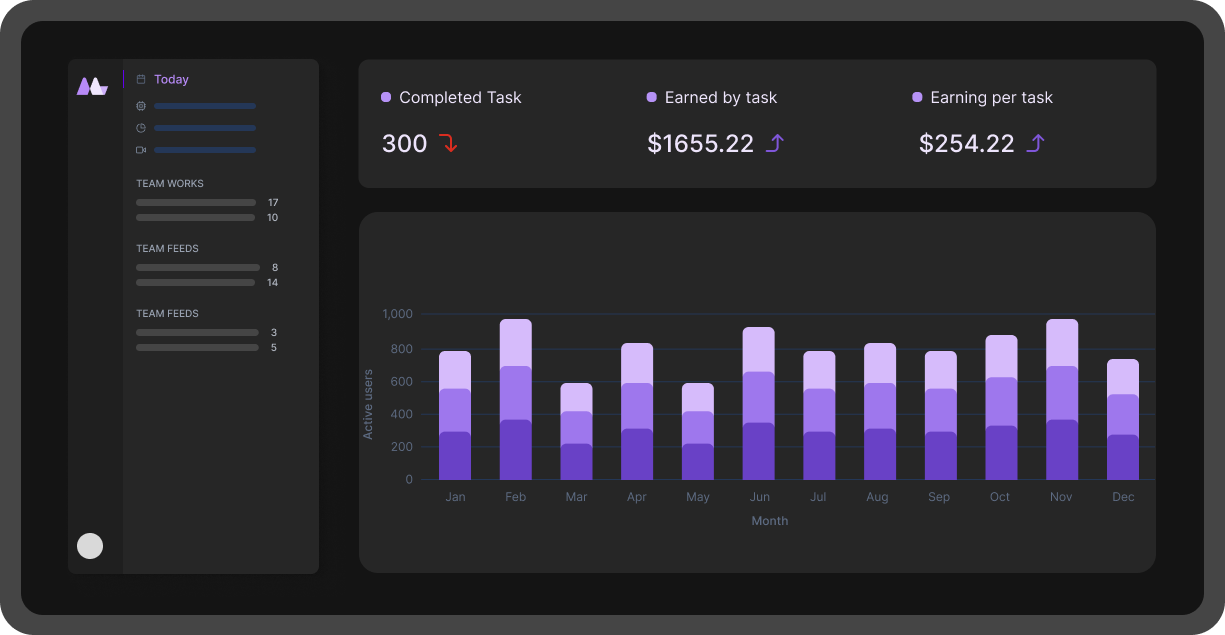 Today
TEAM WORKS
17
10
TEAM FEEDS
8
14
TEAM FEEDS
3
5
Completed Task
300
Earned by task
$1655.22
Earning per task
$254.22
Active users
1,000
800
600
400
200
0
Jan Feb Mar Apr May Jun Jul Aug Sep Oct Nov Dec
Month